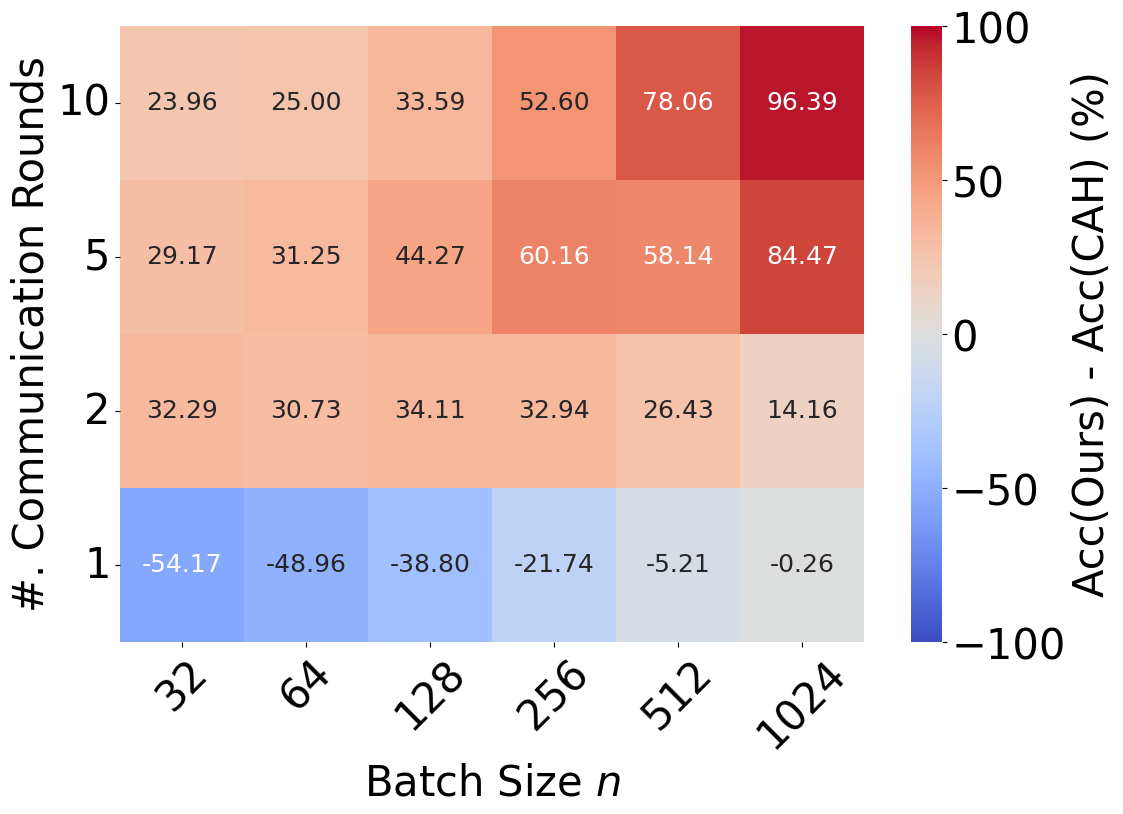 #. Communication Rounds
10 23.96 25.00 33.59 52.60 78.06 96.39
5 29.17 31.25 44.27 60.16 58.14 84.47
2 32.29 30.73 34.11 32.94 26.43 14.16
1 -54.17 -48.96 -38.80 -21.74 -5.21 -0.26
32 64 128 256 512 1024
Batch Size n
100
50
0
−50
−100
Acc(Ours) - Acc(CAH) (%)